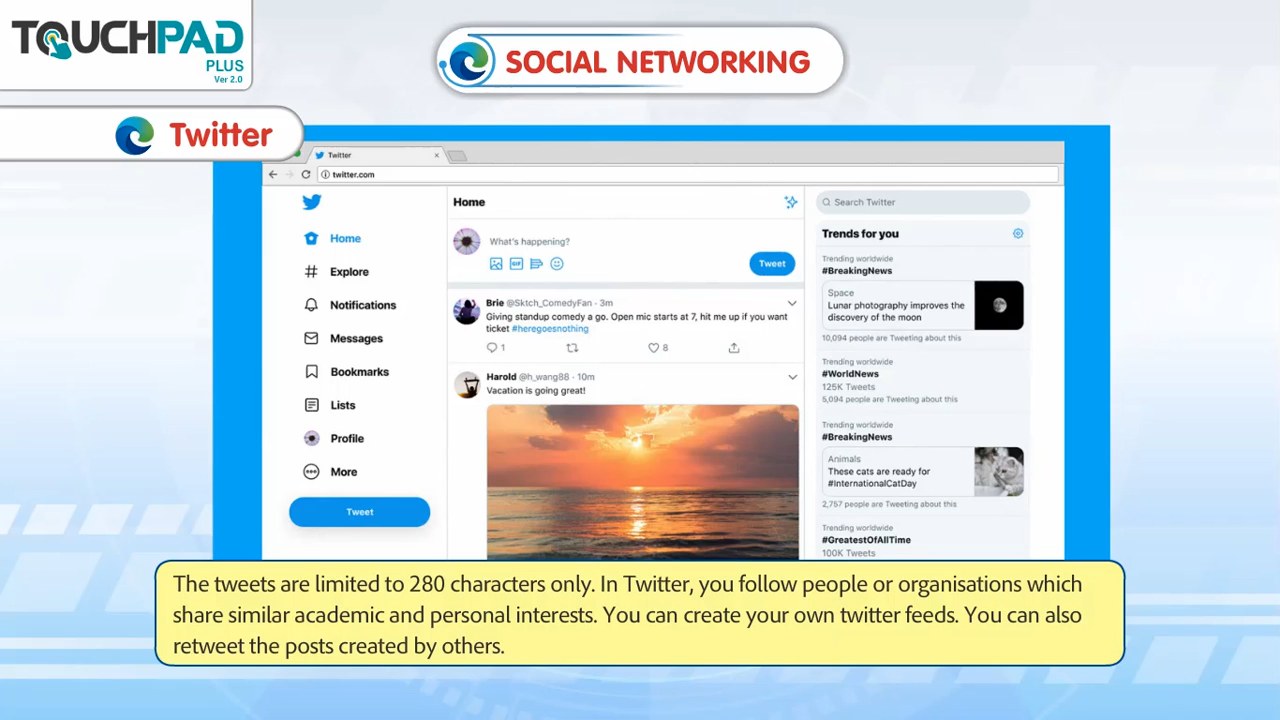 TOUCHPAD
PLUS
Ver 2.0
SOCIAL NETWORKING
Twitter
Twitter
twitter.com
Home
Explore
Notifications
Messages
Bookmarks
Lists
Profile
More
Tweet
Home
What's happening?
GIF
Tweet
Brie @Sktch_ComedyFan · 3m
Giving standup comedy a go. Open mic starts at 7, hit me up if you want
ticket #heregoesnothing
1
8
Harold @h_wang88 · 10m
Vacation is going great!
Search Twitter
Trends for you
Trending worldwide
#BreakingNews
Space
Lunar photography improves the
discovery of the moon
10,094 people are Tweeting about this
Trending worldwide
#WorldNews
125K Tweets
5,094 people are Tweeting about this
Trending worldwide
#BreakingNews
Animals
These cats are ready for
#InternationalCatDay
2,757 people are Tweeting about this
Trending worldwide
#GreatestOfAllTime
100K Tweets
The tweets are limited to 280 characters only. In Twitter, you follow people or organisations which
share similar academic and personal interests. You can create your own twitter feeds. You can also
retweet the posts created by others.